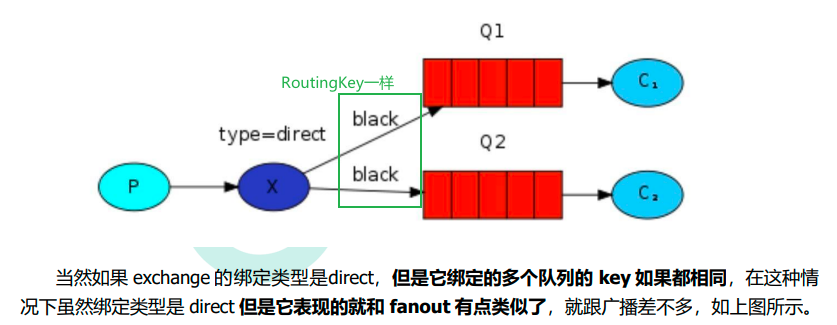 Q1
RoutingKey一样
C₁
black
type=direct
Q2
black
P
X
C₂
当然如果 exchange 的绑定类型是direct，但是它绑定的多个队列的 key 如果都相同，在这种情
况下虽然绑定类型是 direct 但是它表现的就和 fanout 有点类似了，就跟广播差不多，如上图所示。